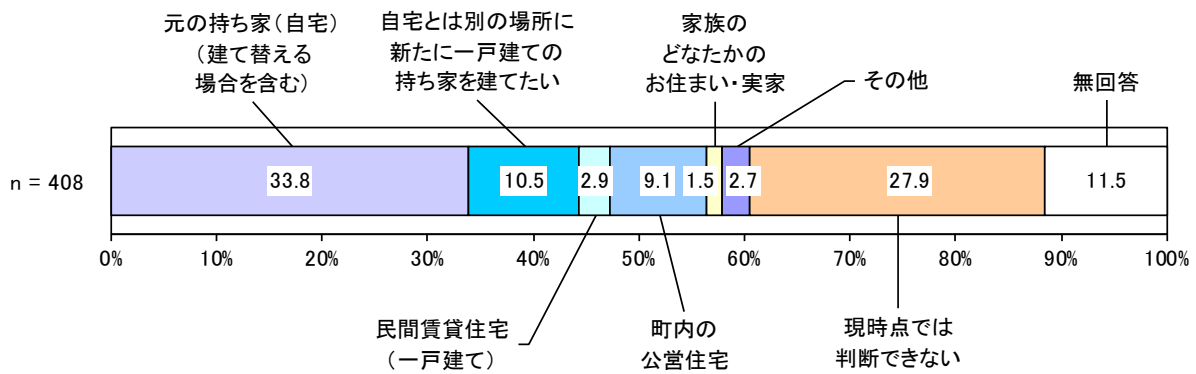 元の持ち家(自宅)
(建て替える
場合を含む)
自宅とは別の場所に
新たに一戸建ての
持ち家を建てたい
家族の
どなたかの
お住まい・実家
その他
無回答
n = 408
33.8
10.5
2.9
9.1
1.5
2.7
27.9
11.5
0%
10%
20%
30%
40%
50%
60%
70%
80%
90%
100%
民間賃貸住宅
(一戸建て)
町内の
公営住宅
現時点では
判断できない